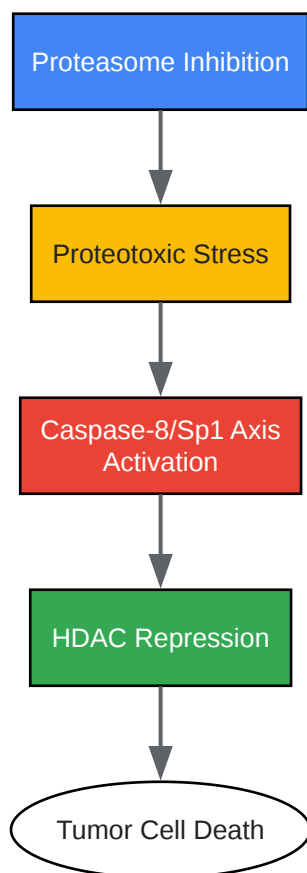 Proteasome Inhibition
Proteotoxic Stress
Caspase-8/Sp1 Axis
Activation
HDAC Repression
Tumor Cell Death